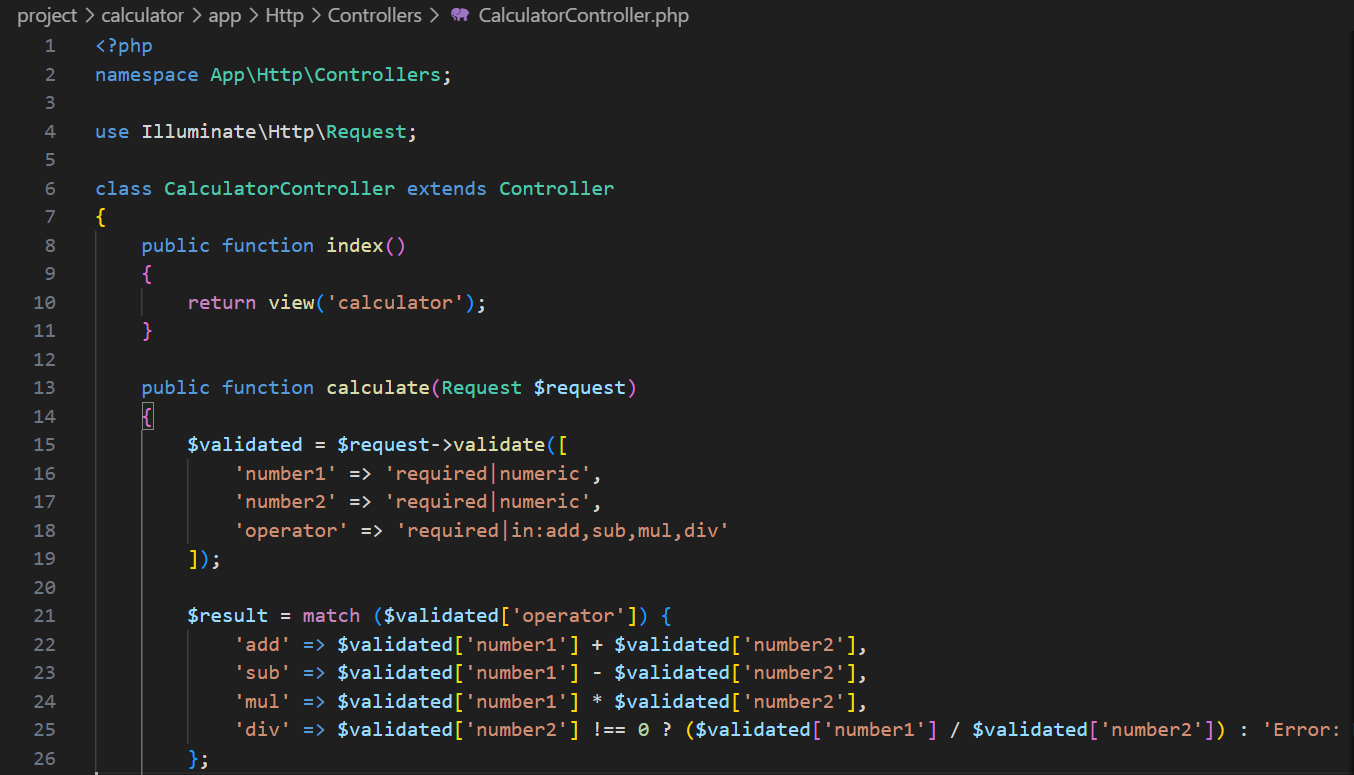 project > calculator > app > Http > Controllers > CalculatorController.php
1 <?php
2 namespace App\Http\Controllers;
3
4 use Illuminate\Http\Request;
5
6 class CalculatorController extends Controller
7 {
8     public function index()
9     {
10         return view('calculator');
11     }
12
13     public function calculate(Request $request)
14     {
15         $validated = $request->validate([
16             'number1' => 'required|numeric',
17             'number2' => 'required|numeric',
18             'operator' => 'required|in:add,sub,mul,div'
19         ]);
20
21         $result = match ($validated['operator']) {
22             'add' => $validated['number1'] + $validated['number2'],
23             'sub' => $validated['number1'] - $validated['number2'],
24             'mul' => $validated['number1'] * $validated['number2'],
25             'div' => $validated['number2'] !== 0 ? ($validated['number1'] / $validated['number2']) : 'Error:
26         };